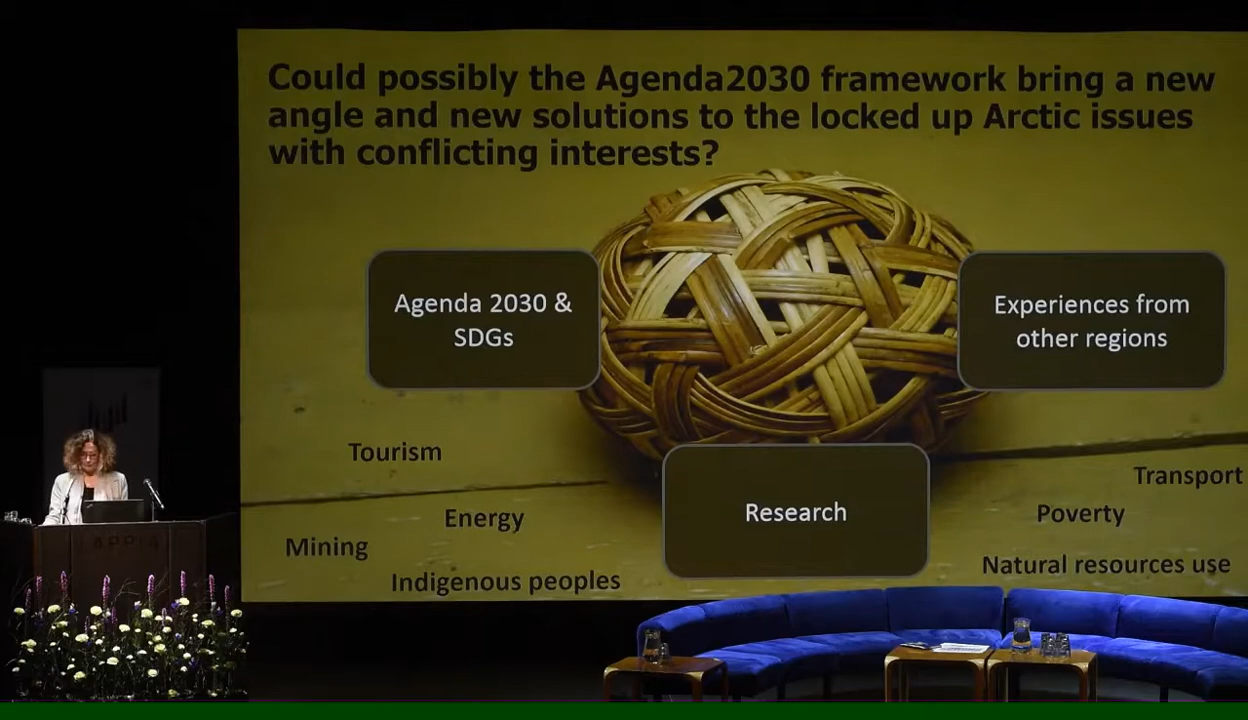 Could possibly the Agenda2030 framework bring a new
angle and new solutions to the locked up Arctic issues
with conflicting interests?
Agenda 2030 &
SDGs
Experiences from
other regions
Tourism
Transport
Energy
Research
Poverty
Mining
Natural resources use
Indigenous peoples
LAPPIA